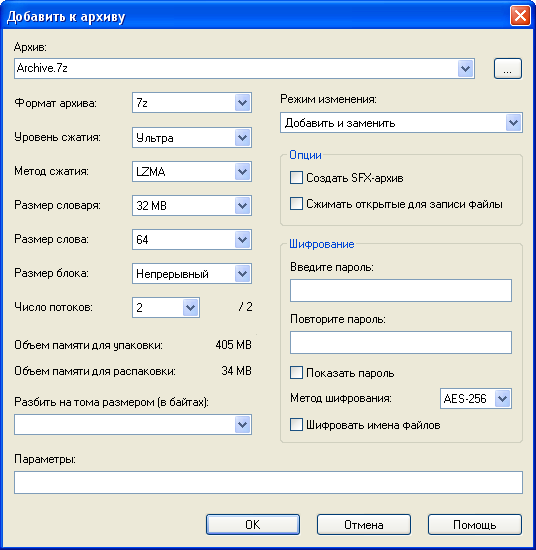 Добавить к архиву
Архив:
Archive.7z
...
Формат архива: 7z
Уровень сжатия: Ультра
Метод сжатия: LZMA
Размер словаря: 32 MB
Размер слова: 64
Размер блока: Непрерывный
Число потоков: 2 / 2
Объем памяти для упаковки: 405 MB
Объем памяти для распаковки: 34 MB
Разбить на тома размером (в байтах):
Режим изменения:
Добавить и заменить
Опции
Создать SFX-архив
Сжимать открытые для записи файлы
Шифрование
Введите пароль:
Повторите пароль:
Показать пароль
Метод шифрования: AES-256
Шифровать имена файлов
Параметры:
OK Отмена Помощь